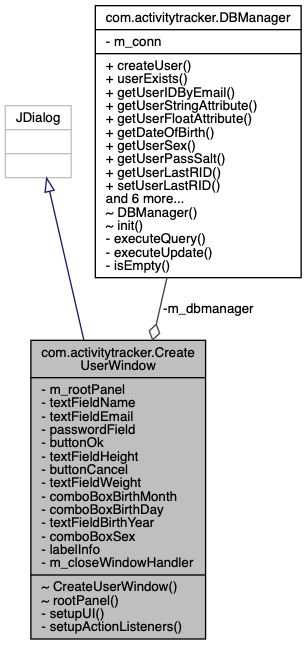 com.activitytracker.DBManager
- m_conn
+ createUser()
+ userExists()
+ getUserIDByEmail()
+ getUserStringAttribute()
+ getUserFloatAttribute()
+ getDateOfBirth()
+ getUserSex()
+ getUserPassSalt()
+ getUserLastRID()
+ setUserLastRID()
and 6 more...
~ DBManager()
~ init()
- executeQuery()
- executeUpdate()
- isEmpty()
JDialog
-m_dbmanager
com.activitytracker.Create
UserWindow
- m_rootPanel
- textFieldName
- textFieldEmail
- passwordField
- buttonOk
- textFieldHeight
- buttonCancel
- textFieldWeight
- comboBoxBirthMonth
- comboBoxBirthDay
- textFieldBirthYear
- comboBoxSex
- labelInfo
- m_closeWindowHandler
~ CreateUserWindow()
~ rootPanel()
- setupUI()
- setupActionListeners()